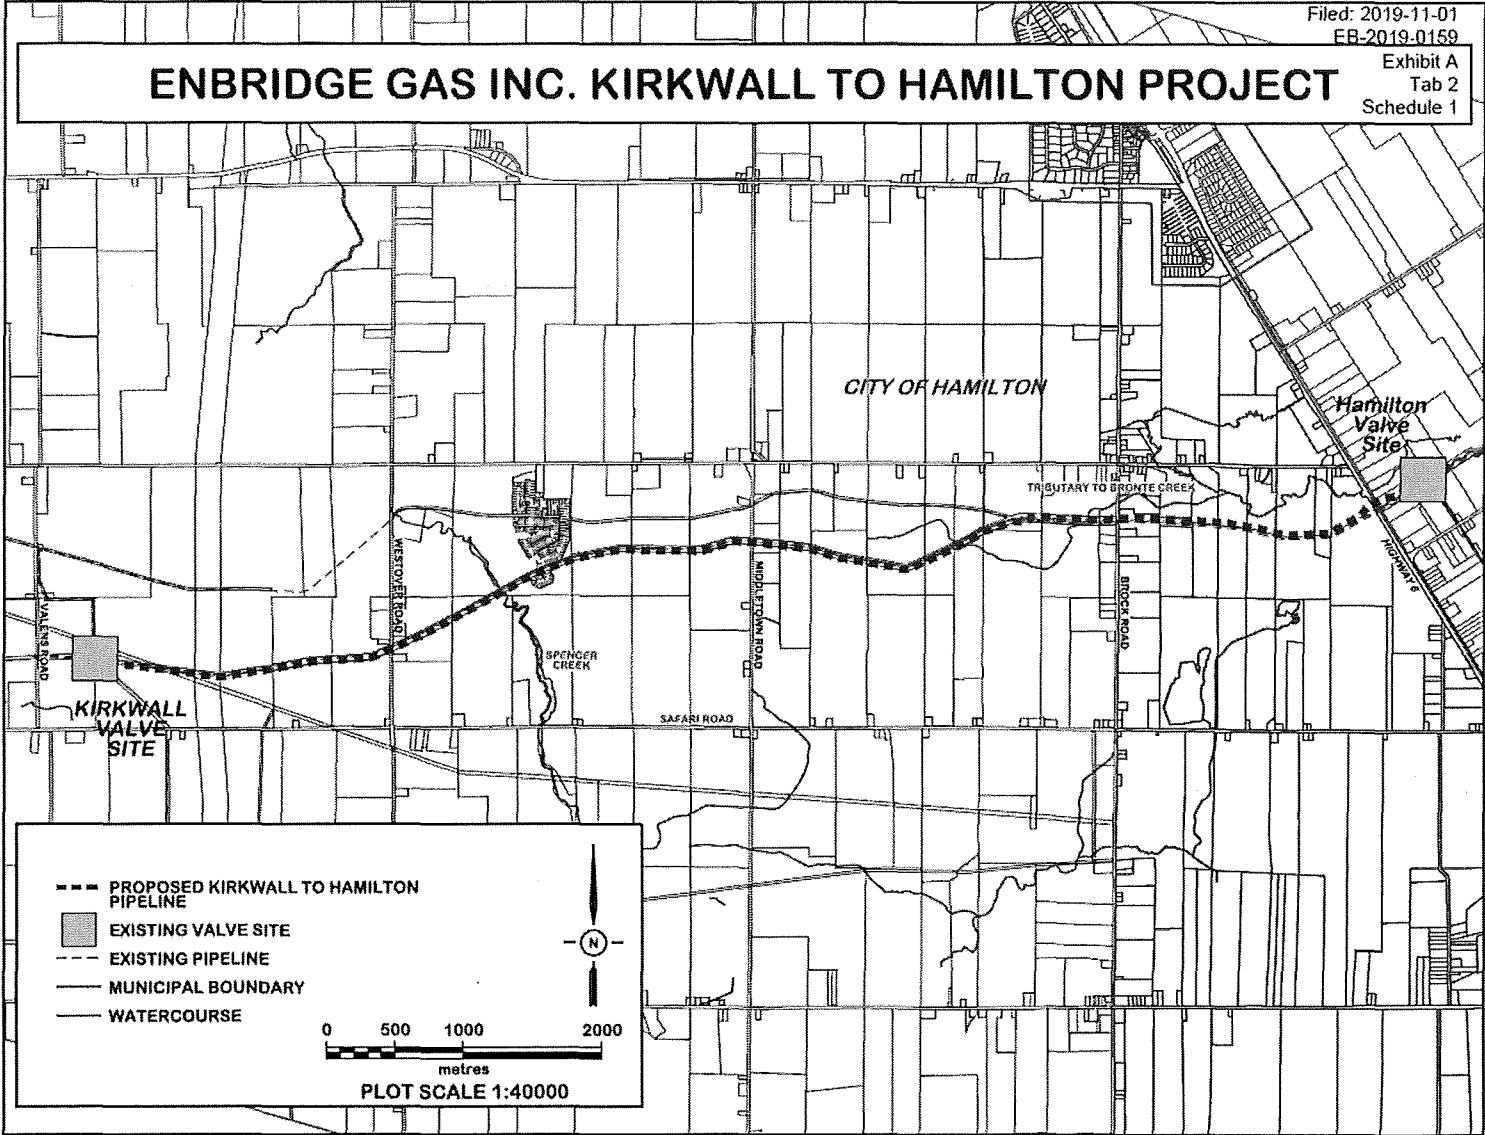 Filed: 2019-11-01
EB-2019-0159
Exhibit A
Tab 2
Schedule 1
ENBRIDGE GAS INC. KIRKWALL TO HAMILTON PROJECT
CITY OF HAMILTON
Hamilton
Valve
Site
TRIBUTARY TO BRONTE CREEK
HIGHWAY 6
WESTOVER ROAD
MIDDLETOWN ROAD
BROCK ROAD
VALENS ROAD
SPENCER
CREEK
KIRKWALL
VALVE
SITE
SAFARI ROAD
PROPOSED KIRKWALL TO HAMILTON
PIPELINE
EXISTING VALVE SITE
EXISTING PIPELINE
MUNICIPAL BOUNDARY
WATERCOURSE
N
0 500 1000 2000
metres
PLOT SCALE 1:40000